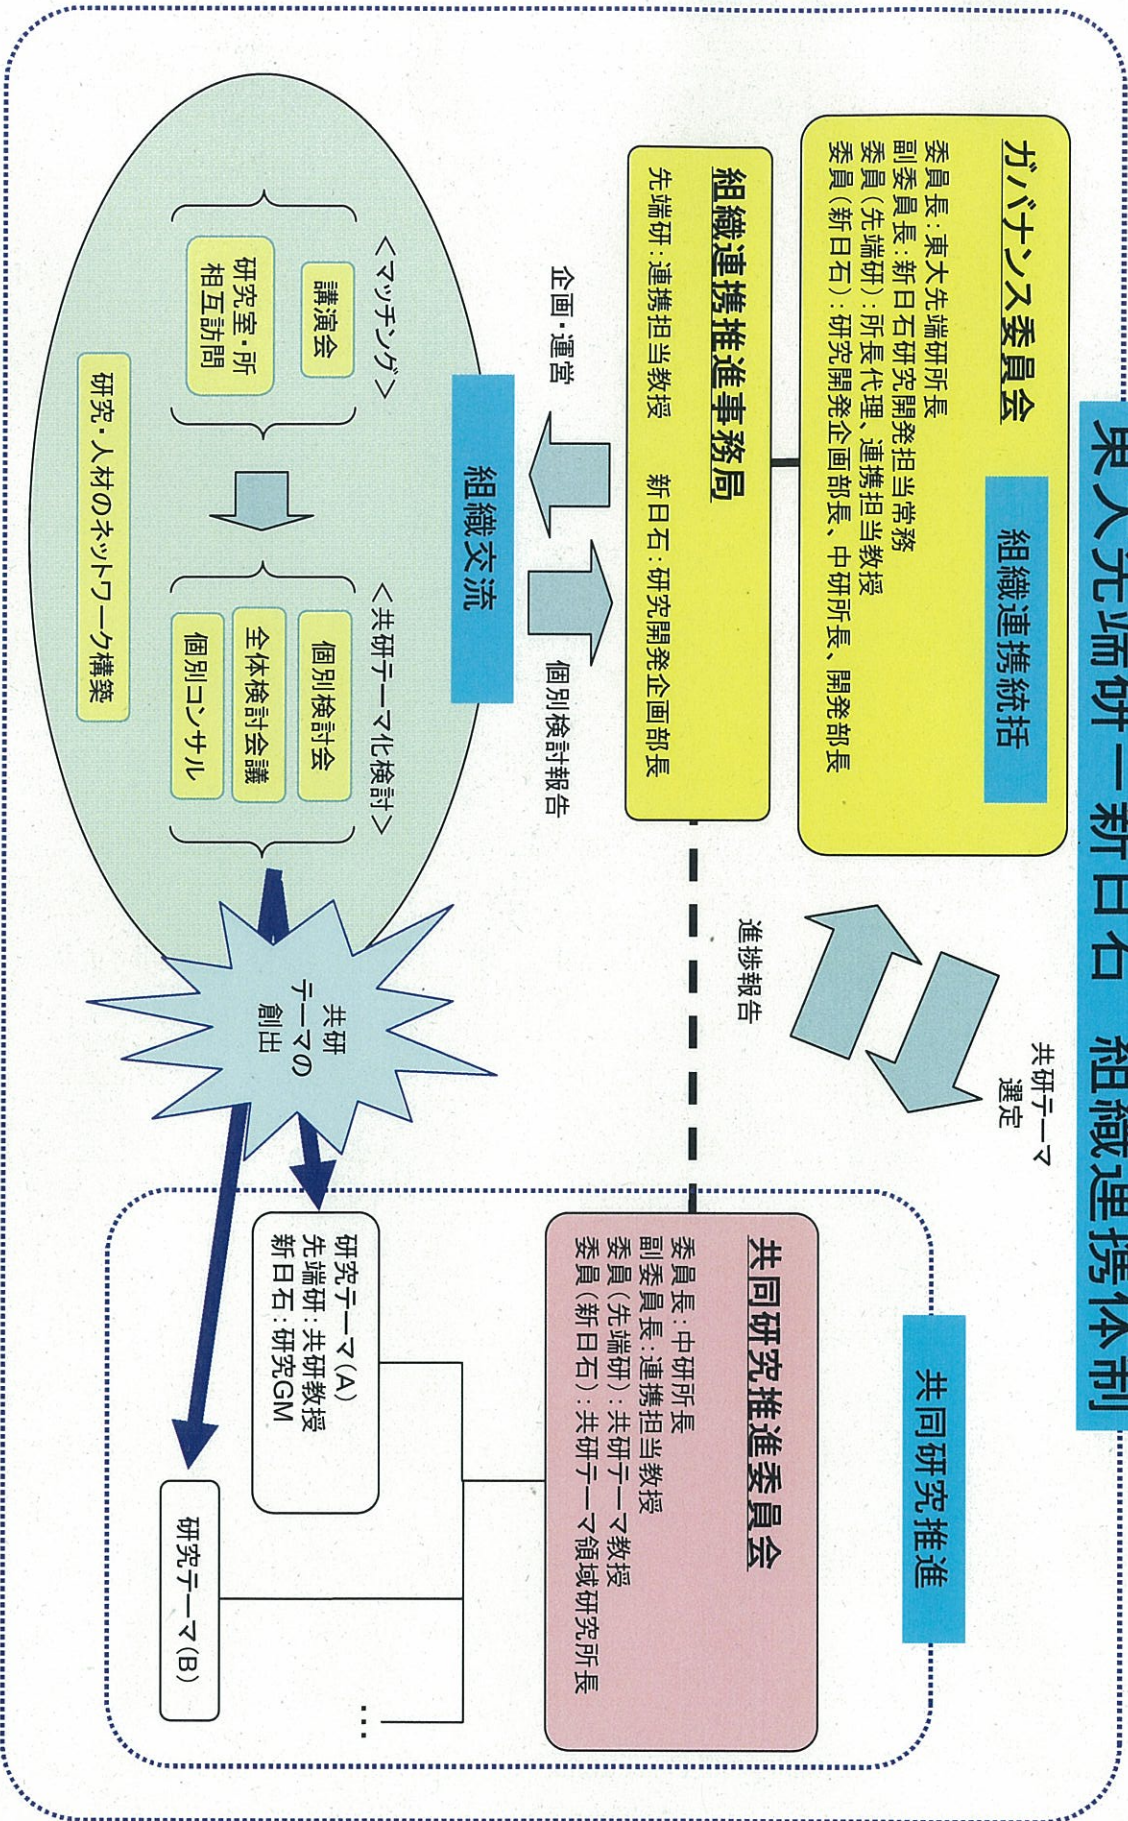 東大先端研－新日石　組織連携体制
ガバナンス委員会
組織連携統括
委員長：東大先端研所長
副委員長：新日石研究開発担当常務
委員（先端研）：所長代理、連携担当教授
委員（新日石）：研究開発企画部長、中研所長、開発部長
組織連携推進事務局
先端研：連携担当教授　新日石：研究開発企画部長
企画・運営
個別検討報告
組織交流
＜マッチング＞
講演会
研究室・所
相互訪問
＜共研テーマ化検討＞
個別検討会
全体検討会議
個別コンサル
研究・人材のネットワーク構築
共研
テーマの
創出
共研テーマ
選定
進捗報告
共同研究推進
共同研究推進委員会
委員長：中研所長
副委員長：連携担当教授
委員（先端研）：共研テーマ教授
委員（新日石）：共研テーマ領域研究所長
研究テーマ(A)
先端研：共研教授
新日石：研究GM
研究テーマ(B)
…